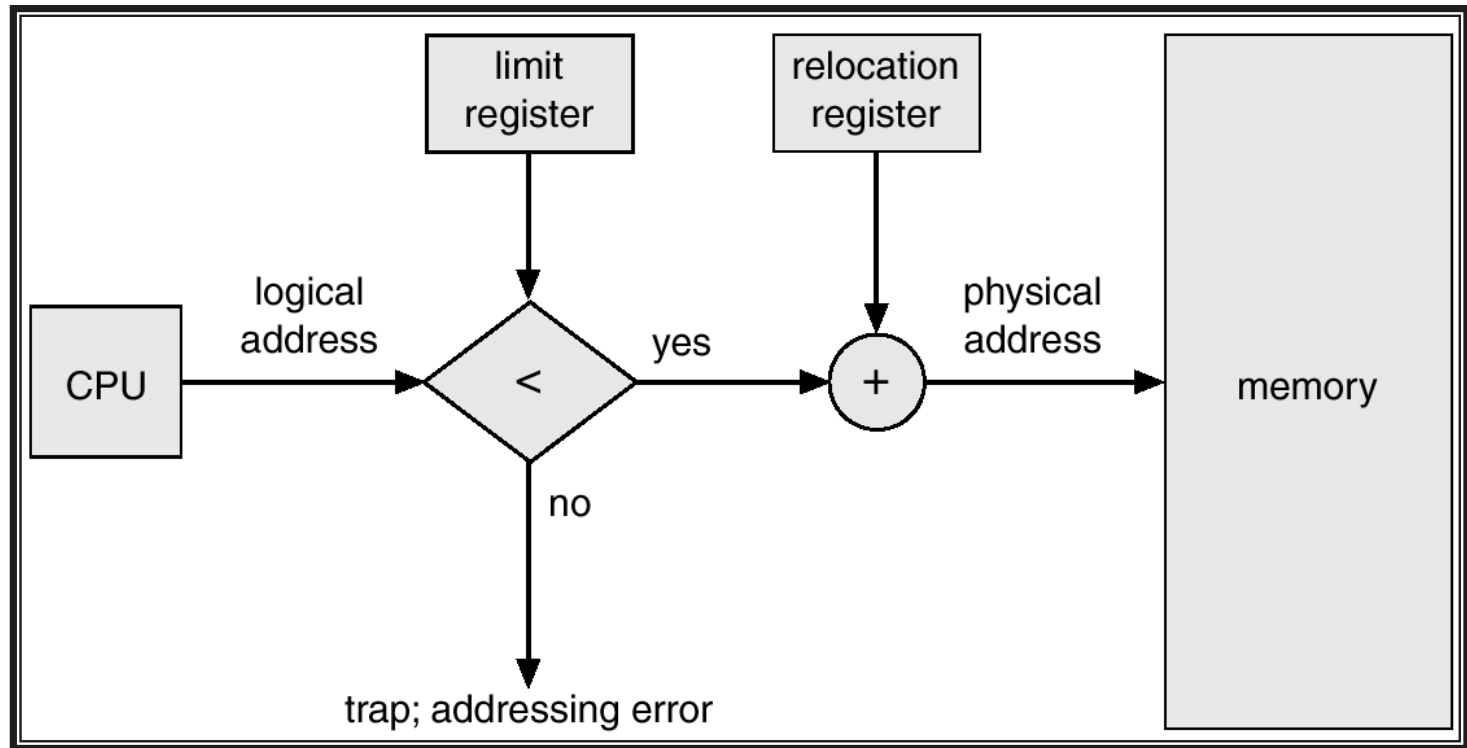 limit
register
relocation
register
logical
address
physical
address
CPU
<
yes
+
memory
no
trap; addressing error